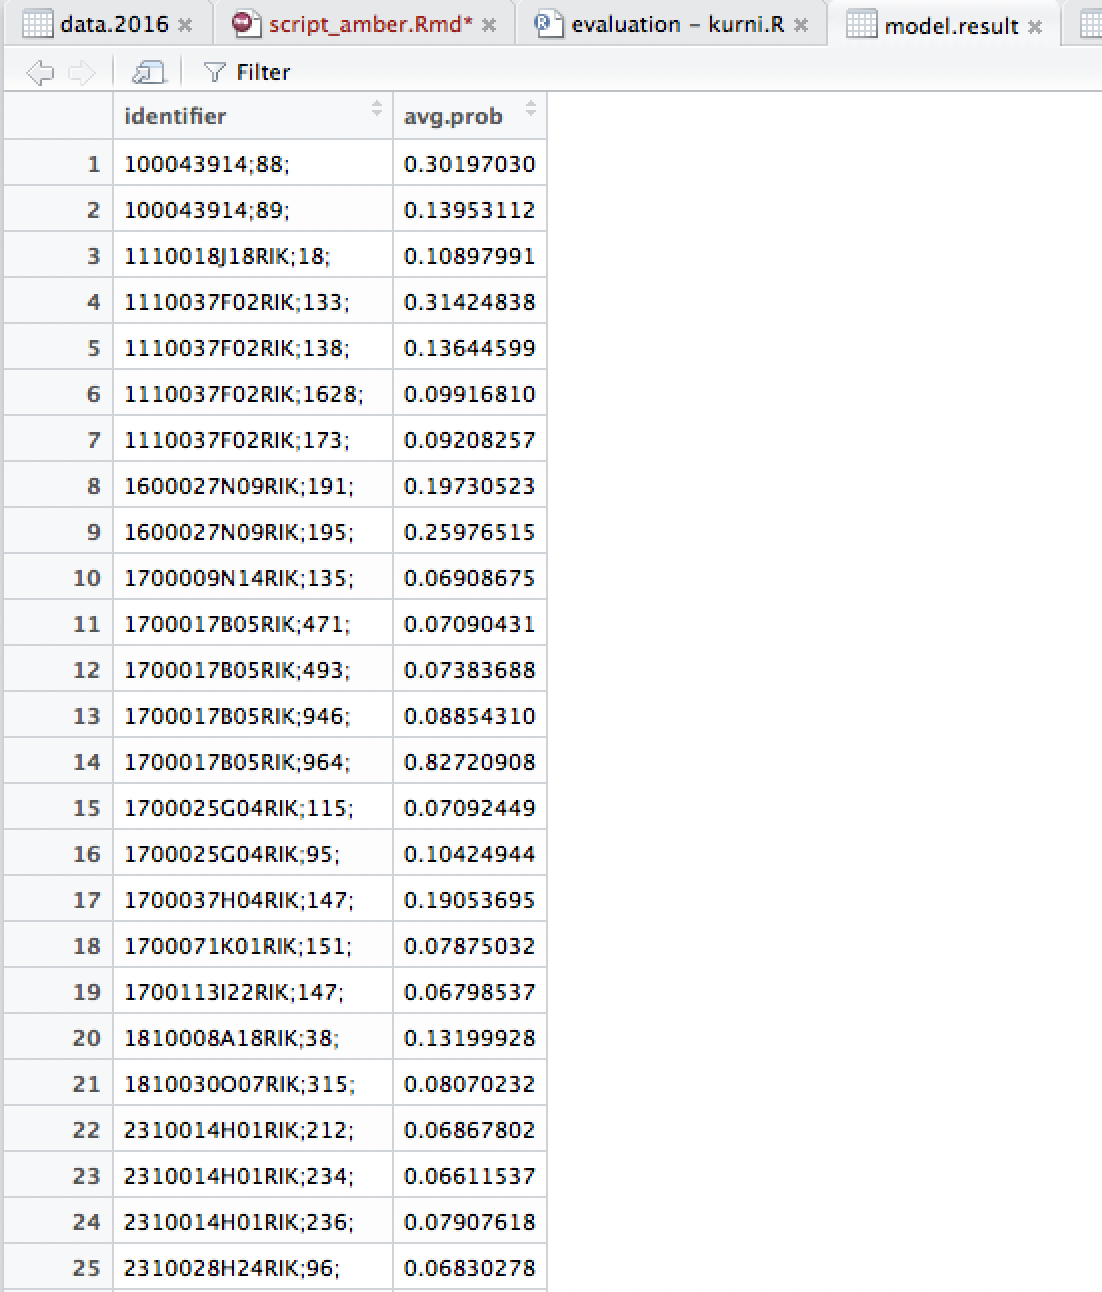 data.2016 script_amber.Rmd* evaluation – kurni.R model.result
Filter
identifier avg.prob
1 100043914;88; 0.30197030
2 100043914;89; 0.13953112
3 1110018J18RIK;18; 0.10897991
4 1110037F02RIK;133; 0.31424838
5 1110037F02RIK;138; 0.13644599
6 1110037F02RIK;1628; 0.09916810
7 1110037F02RIK;173; 0.09208257
8 1600027N09RIK;191; 0.19730523
9 1600027N09RIK;195; 0.25976515
10 1700009N14RIK;135; 0.06908675
11 1700017B05RIK;471; 0.07090431
12 1700017B05RIK;493; 0.07383688
13 1700017B05RIK;946; 0.08854310
14 1700017B05RIK;964; 0.82720908
15 1700025G04RIK;115; 0.07092449
16 1700025G04RIK;95; 0.10424944
17 1700037H04RIK;147; 0.19053695
18 1700071K01RIK;151; 0.07875032
19 1700113I22RIK;147; 0.06798537
20 1810008A18RIK;38; 0.13199928
21 1810030O07RIK;315; 0.08070232
22 2310014H01RIK;212; 0.06867802
23 2310014H01RIK;234; 0.06611537
24 2310014H01RIK;236; 0.07907618
25 2310028H24RIK;96; 0.06830278